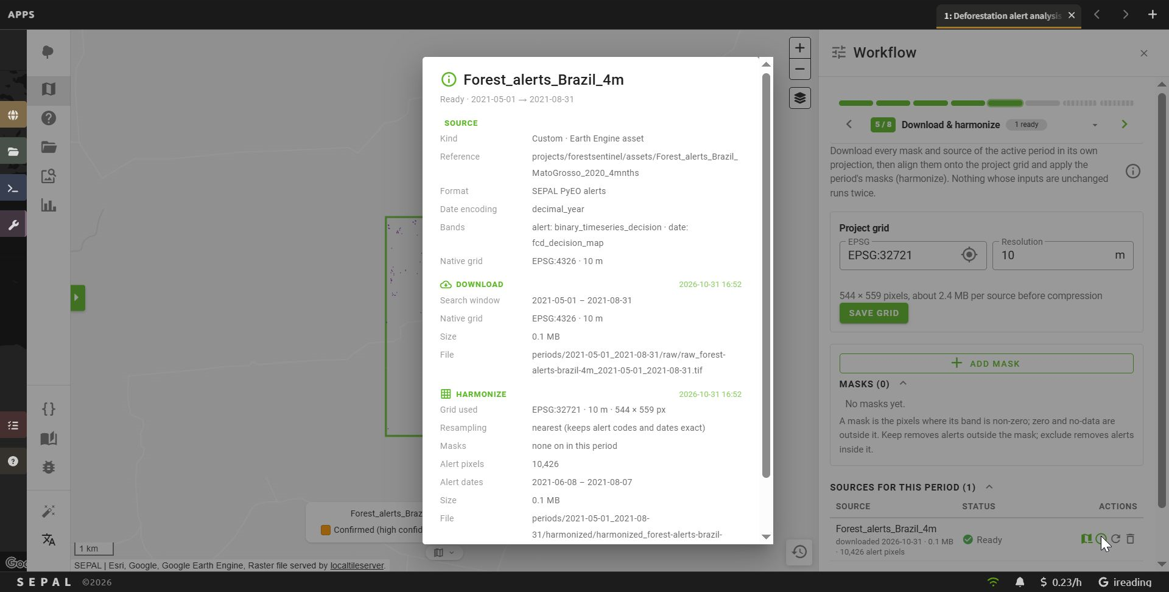 APPS
1: Deforestation alert analysis
Workflow
5 / 8 Download & harmonize 1 ready
Download every mask and source of the active period in its own
projection, then align them onto the project grid and apply the
period's masks (harmonize). Nothing whose inputs are unchanged
runs twice.
Project grid
EPSG
EPSG:32721
Resolution
10 m
544 × 559 pixels, about 2.4 MB per source before compression
SAVE GRID
ADD MASK
MASKS (0)
No masks yet.
A mask is the pixels where its band is non-zero; zero and no-data are
outside it. Keep removes alerts outside the mask; exclude removes alerts
inside it.
SOURCES FOR THIS PERIOD (1)
SOURCE STATUS ACTIONS
Forest_alerts_Brazil_4m
downloaded 2026-10-31 · 0.1 MB
· 10,426 alert pixels
Ready
Forest_alerts_Brazil_4m
Ready · 2021-05-01 → 2021-08-31
SOURCE
Kind Custom · Earth Engine asset
Reference projects/forestsentinel/assets/Forest_alerts_Brazil_
MatoGrosso_2020_4mnths
Format SEPAL PyEO alerts
Date encoding decimal_year
Bands alert: binary_timeseries_decision · date:
fcd_decision_map
Native grid EPSG:4326 · 10 m
DOWNLOAD 2026-10-31 16:52
Search window 2021-05-01 – 2021-08-31
Native grid EPSG:4326 · 10 m
Size 0.1 MB
File periods/2021-05-01_2021-08-31/raw/raw_forest-
alerts-brazil-4m_2021-05-01_2021-08-31.tif
HARMONIZE 2026-10-31 16:52
Grid used EPSG:32721 · 10 m · 544 × 559 px
Resampling nearest (keeps alert codes and dates exact)
Masks none on in this period
Alert pixels 10,426
Alert dates 2021-06-08 – 2021-08-07
Size 0.1 MB
File periods/2021-05-01_2021-08-
31/harmonized/harmonized_forest-alerts-brazil-
Forest_alerts_Braz
Confirmed (high confid
1 km
Goo
SEPAL | Esri, Google, Google Earth Engine, Raster file served by localtileserver.
SEPAL ©2026
$ 0.23/h
G ireading